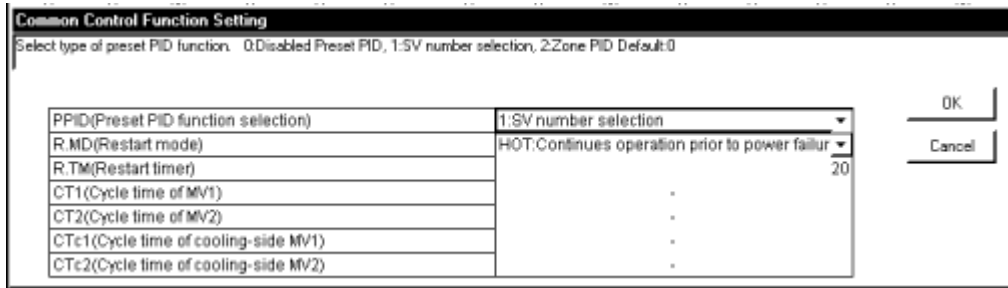 Common Control Function Setting
Select type of preset PID function. 0:Disabled Preset PID, 1:SV number selection, 2:Zone PID Default:0
OK
PPID(Preset PID function selection) 1:SV number selection
R.MD(Restart mode) HOT:Continues operation prior to power failur
Cancel
R.TM(Restart timer) 20
CT1(Cycle time of MV1) -
CT2(Cycle time of MV2) -
CTc1(Cycle time of cooling-side MV1) -
CTc2(Cycle time of cooling-side MV2) -